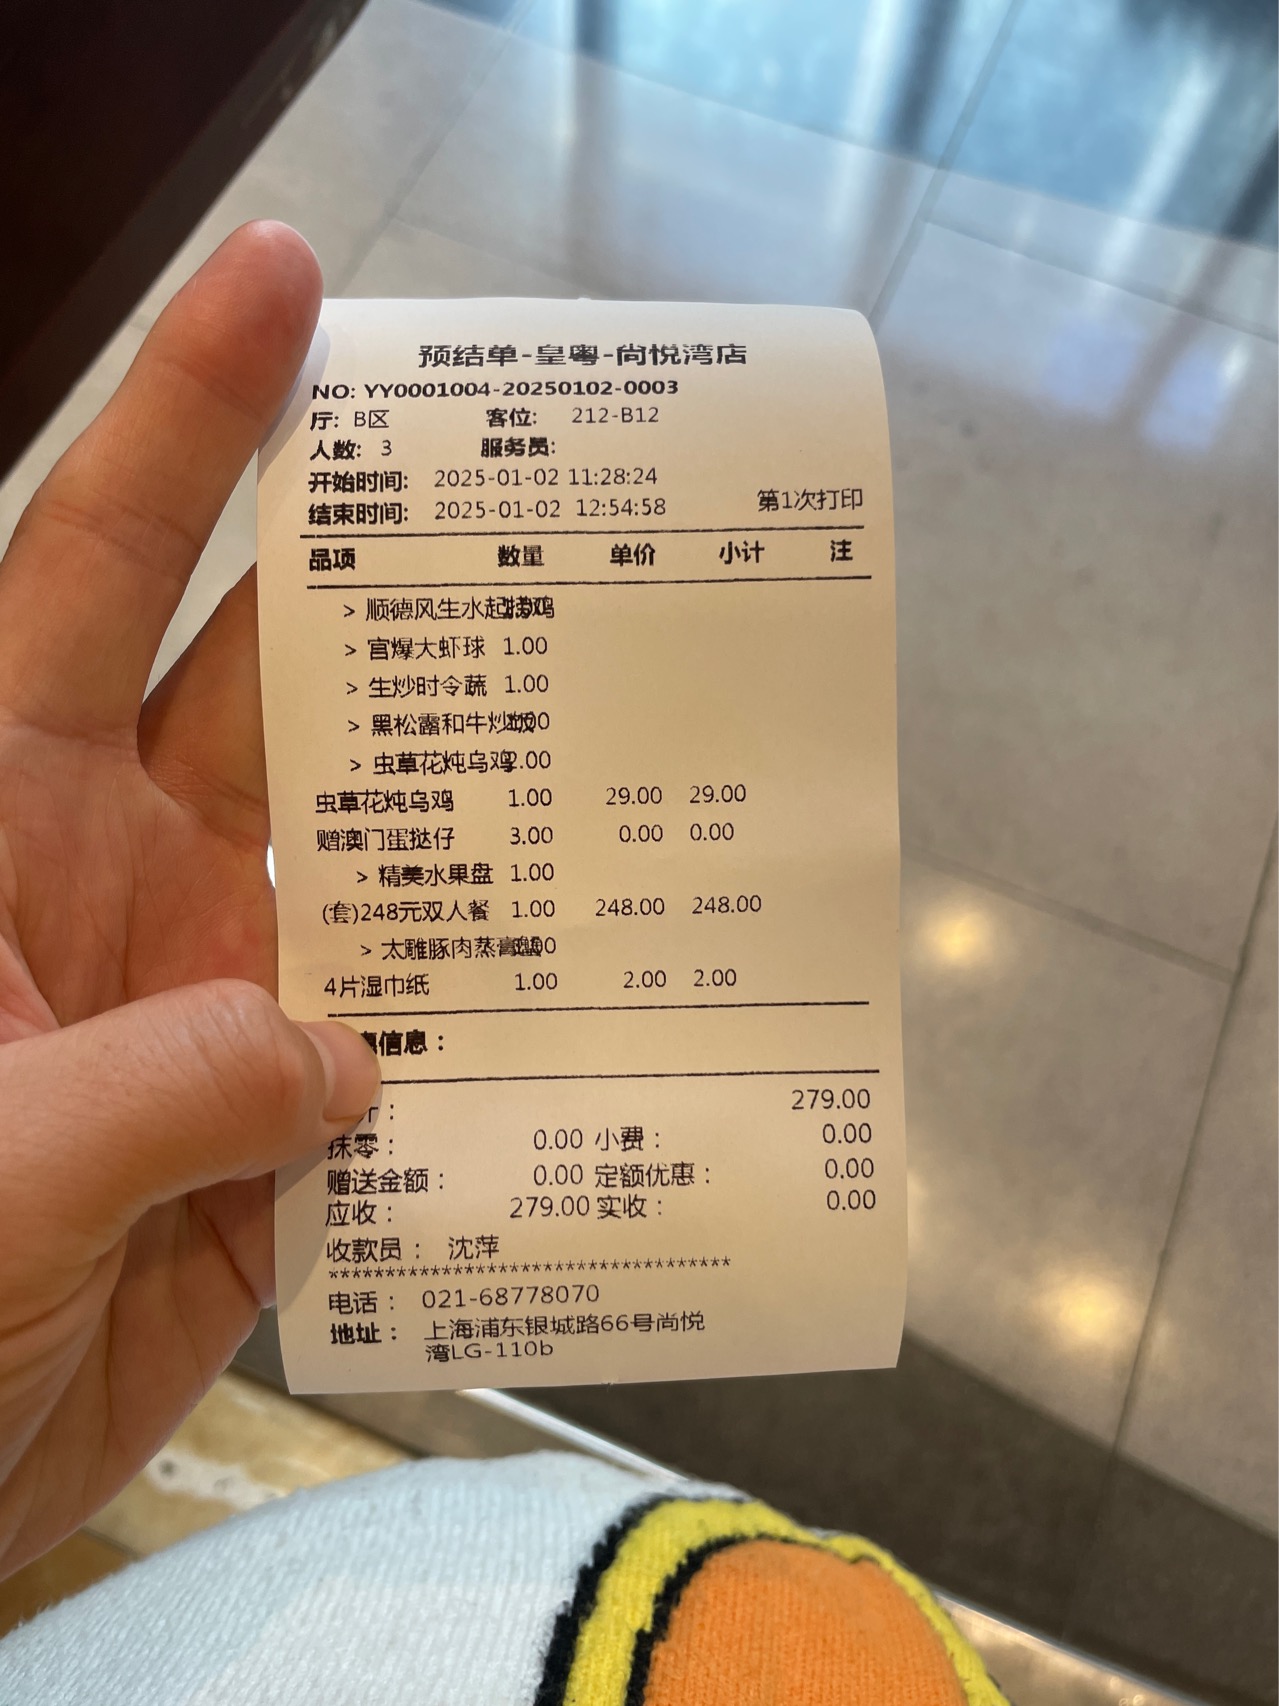 预结单-皇粤-尚悦湾店
NO: YY0001004-20250102-0003
厅: B区 客位: 212-B12
人数: 3 服务员:
开始时间: 2025-01-02 11:28:24
结束时间: 2025-01-02 12:54:58 第1次打印
品项 数量 单价 小计 注
> 顺德风生水起捞鸡
> 宫爆大虾球 1.00
> 生炒时令蔬 1.00
> 黑松露和牛炒饭
> 虫草花炖乌鸡 2.00
虫草花炖乌鸡 1.00 29.00 29.00
赠澳门蛋挞仔 3.00 0.00 0.00
> 精美水果盘 1.00
(套)248元双人餐 1.00 248.00 248.00
> 太雕豚肉蒸膏蟹
4片湿巾纸 1.00 2.00 2.00
信息：
： 279.00
抹零： 0.00 小费： 0.00
赠送金额： 0.00 定额优惠： 0.00
应收： 279.00 实收： 0.00
收款员： 沈萍
***********************************
电话： 021-68778070
地址： 上海浦东银城路66号尚悦
湾LG-110b